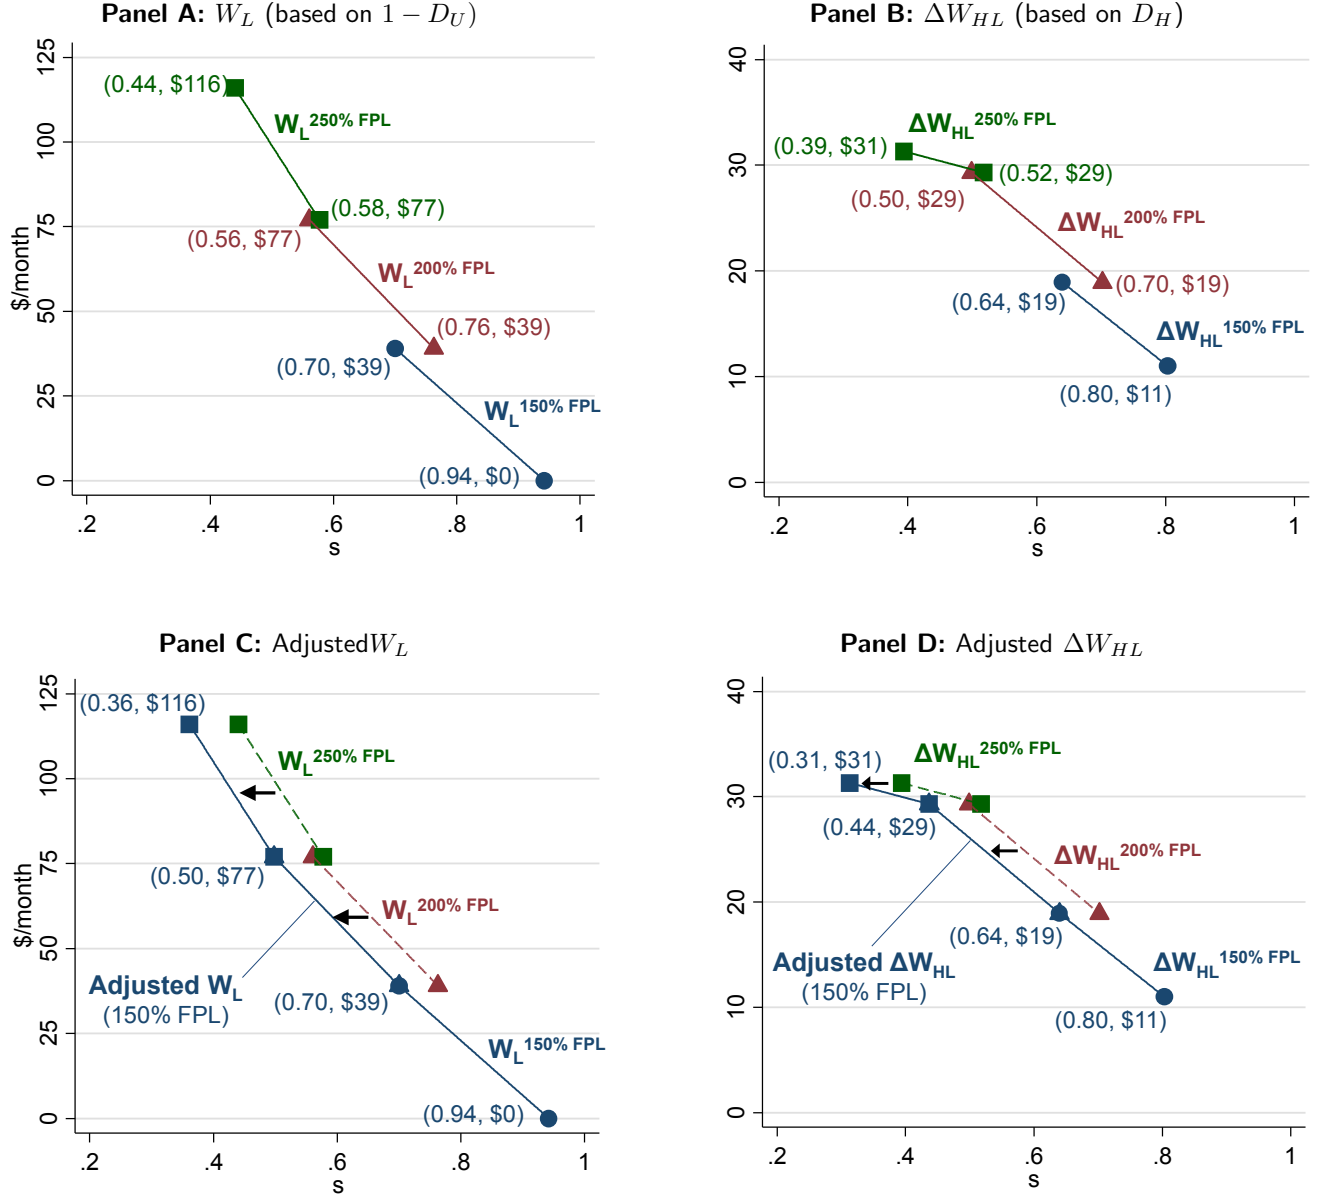 Panel A: W_L (based on 1 − D_U)
125
100
75
50
25
0
$/month
(0.44, $116)
W_L^250% FPL
(0.58, $77)
(0.56, $77)
W_L^200% FPL
(0.76, $39)
(0.70, $39)
W_L^150% FPL
(0.94, $0)
.2 .4 .6 .8 1
s
Panel B: ΔW_HL (based on D_H)
40
30
20
10
0
ΔW_HL^250% FPL
(0.39, $31)
(0.52, $29)
(0.50, $29)
ΔW_HL^200% FPL
(0.70, $19)
(0.64, $19)
ΔW_HL^150% FPL
(0.80, $11)
.2 .4 .6 .8 1
s
Panel C: AdjustedW_L
125
100
75
50
25
0
$/month
(0.36, $116)
W_L^250% FPL
(0.50, $77)
W_L^200% FPL
Adjusted W_L
(150% FPL)
(0.70, $39)
W_L^150% FPL
(0.94, $0)
.2 .4 .6 .8 1
s
Panel D: Adjusted ΔW_HL
40
30
20
10
0
ΔW_HL^250% FPL
(0.31, $31)
(0.44, $29)
ΔW_HL^200% FPL
(0.64, $19)
Adjusted ΔW_HL
(150% FPL)
ΔW_HL^150% FPL
(0.80, $11)
.2 .4 .6 .8 1
s